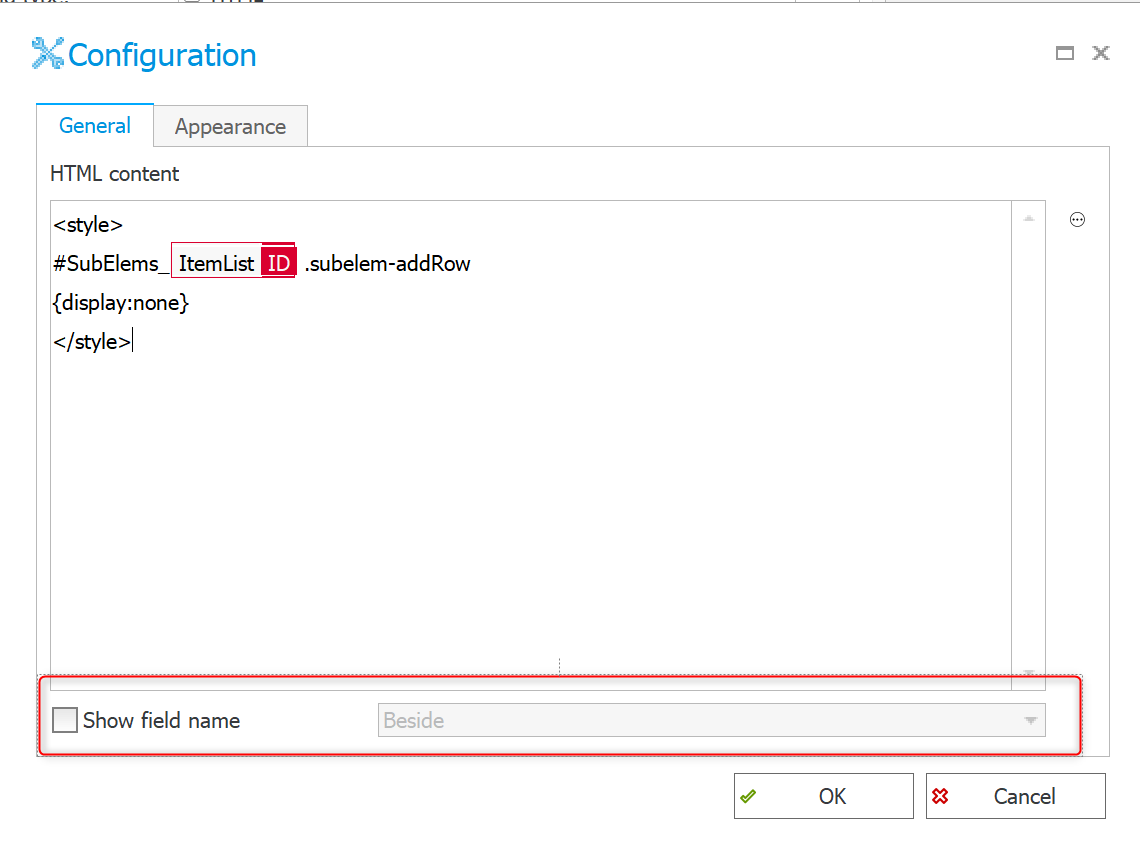 Configuration
General
Appearance
HTML content
<style>
#SubElems_ ItemList ID .subelem-addRow
{display:none}
</style>
Show field name
Beside
OK
Cancel